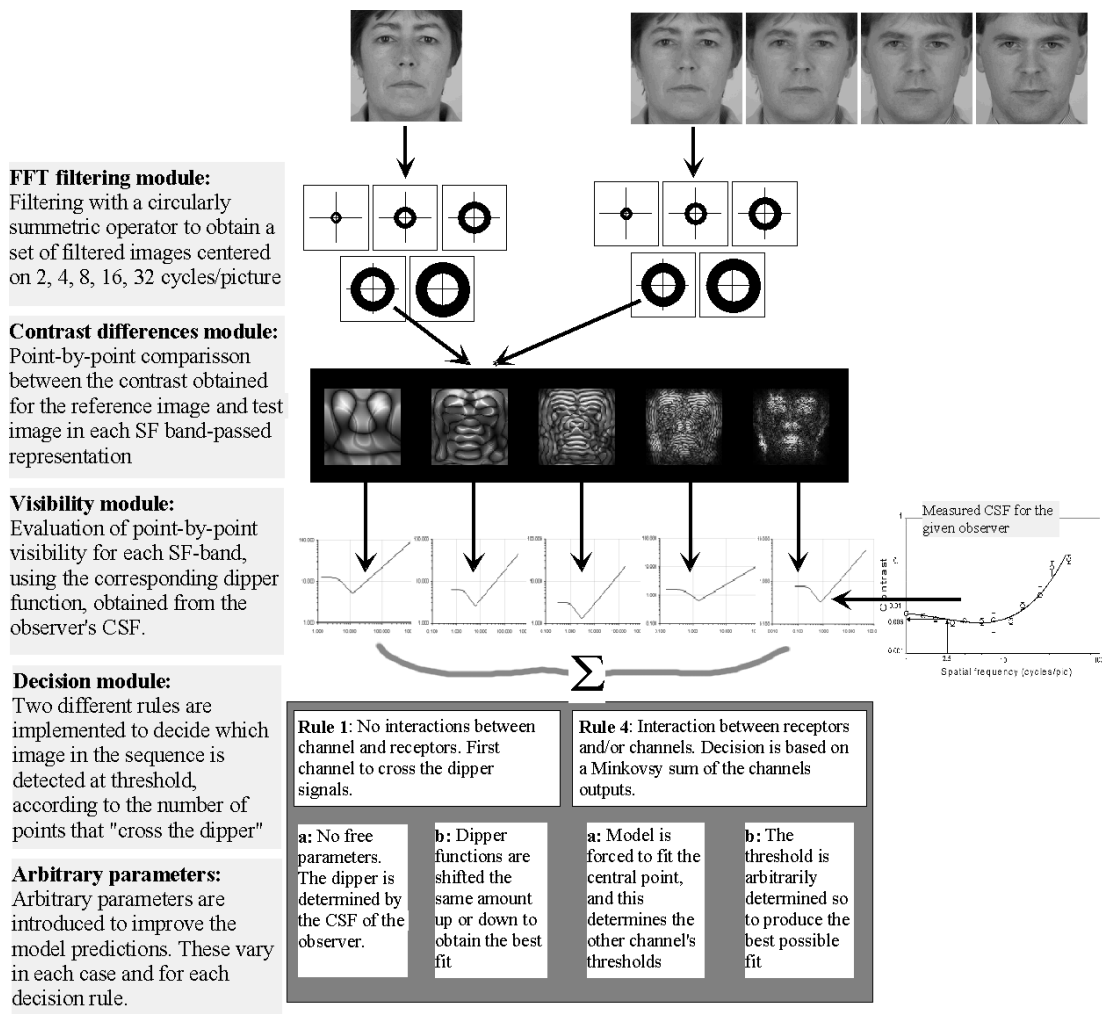 FFT filtering module:
Filtering with a circularly
symmetric operator to obtain a
set of filtered images centered
on 2, 4, 8, 16, 32 cycles/picture
Contrast differences module:
Point-by-point comparisson
between the contrast obtained
for the reference image and test
image in each SF band-passed
representation
Visibility module:
Evaluation of point-by-point
visibility for each SF-band,
using the corresponding dipper
function, obtained from the
observer's CSF.
Measured CSF for the
given observer
1
Contrast
0.01
0.001
1
2.5
10
Spatial frequency (cycles/pic)
Σ
Decision module:
Two different rules are
implemented to decide which
image in the sequence is
detected at threshold,
according to the number of
points that "cross the dipper"
Rule 1: No interactions between
channel and receptors. First
channel to cross the dipper
signals.
Rule 4: Interaction between receptors
and/or channels. Decision is based on
a Minkovsy sum of the channels
outputs.
Arbitrary parameters:
Arbitrary parameters are
introduced to improve the
model predictions. These vary
in each case and for each
decision rule.
a: No free
parameters.
The dipper is
determined by
the CSF of the
observer.
b: Dipper
functions are
shifted the
same amount
up or down to
obtain the best
fit
a: Model is
forced to fit the
central point,
and this
determines the
other channel's
thresholds
b: The
threshold is
arbitrarily
determined so
to produce the
best possible
fit